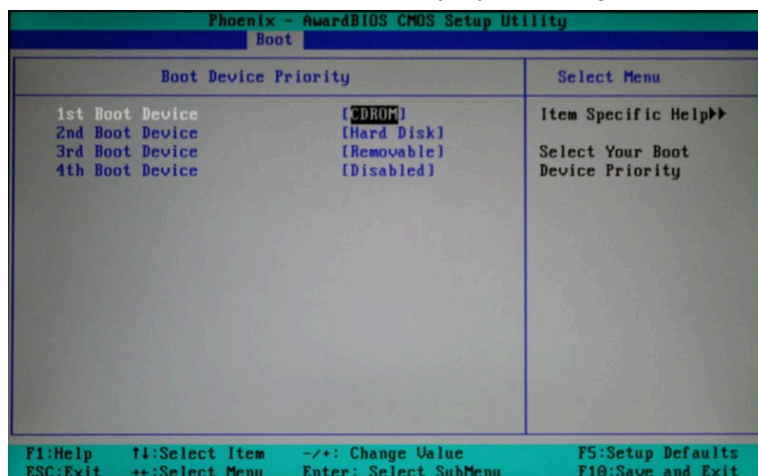 Phoenix - AwardBIOS CMOS Setup Utility
Boot
Boot Device Priority
Select Menu
1st Boot Device [CDROM]
2nd Boot Device [Hard Disk]
3rd Boot Device [Removable]
4th Boot Device [Disabled]
Item Specific Help▶▶
Select Your Boot
Device Priority
F1:Help ↑↓:Select Item -/+: Change Value F5:Setup Defaults
ESC:Exit →←:Select Menu Enter: Select SubMenu F10:Save and Exit